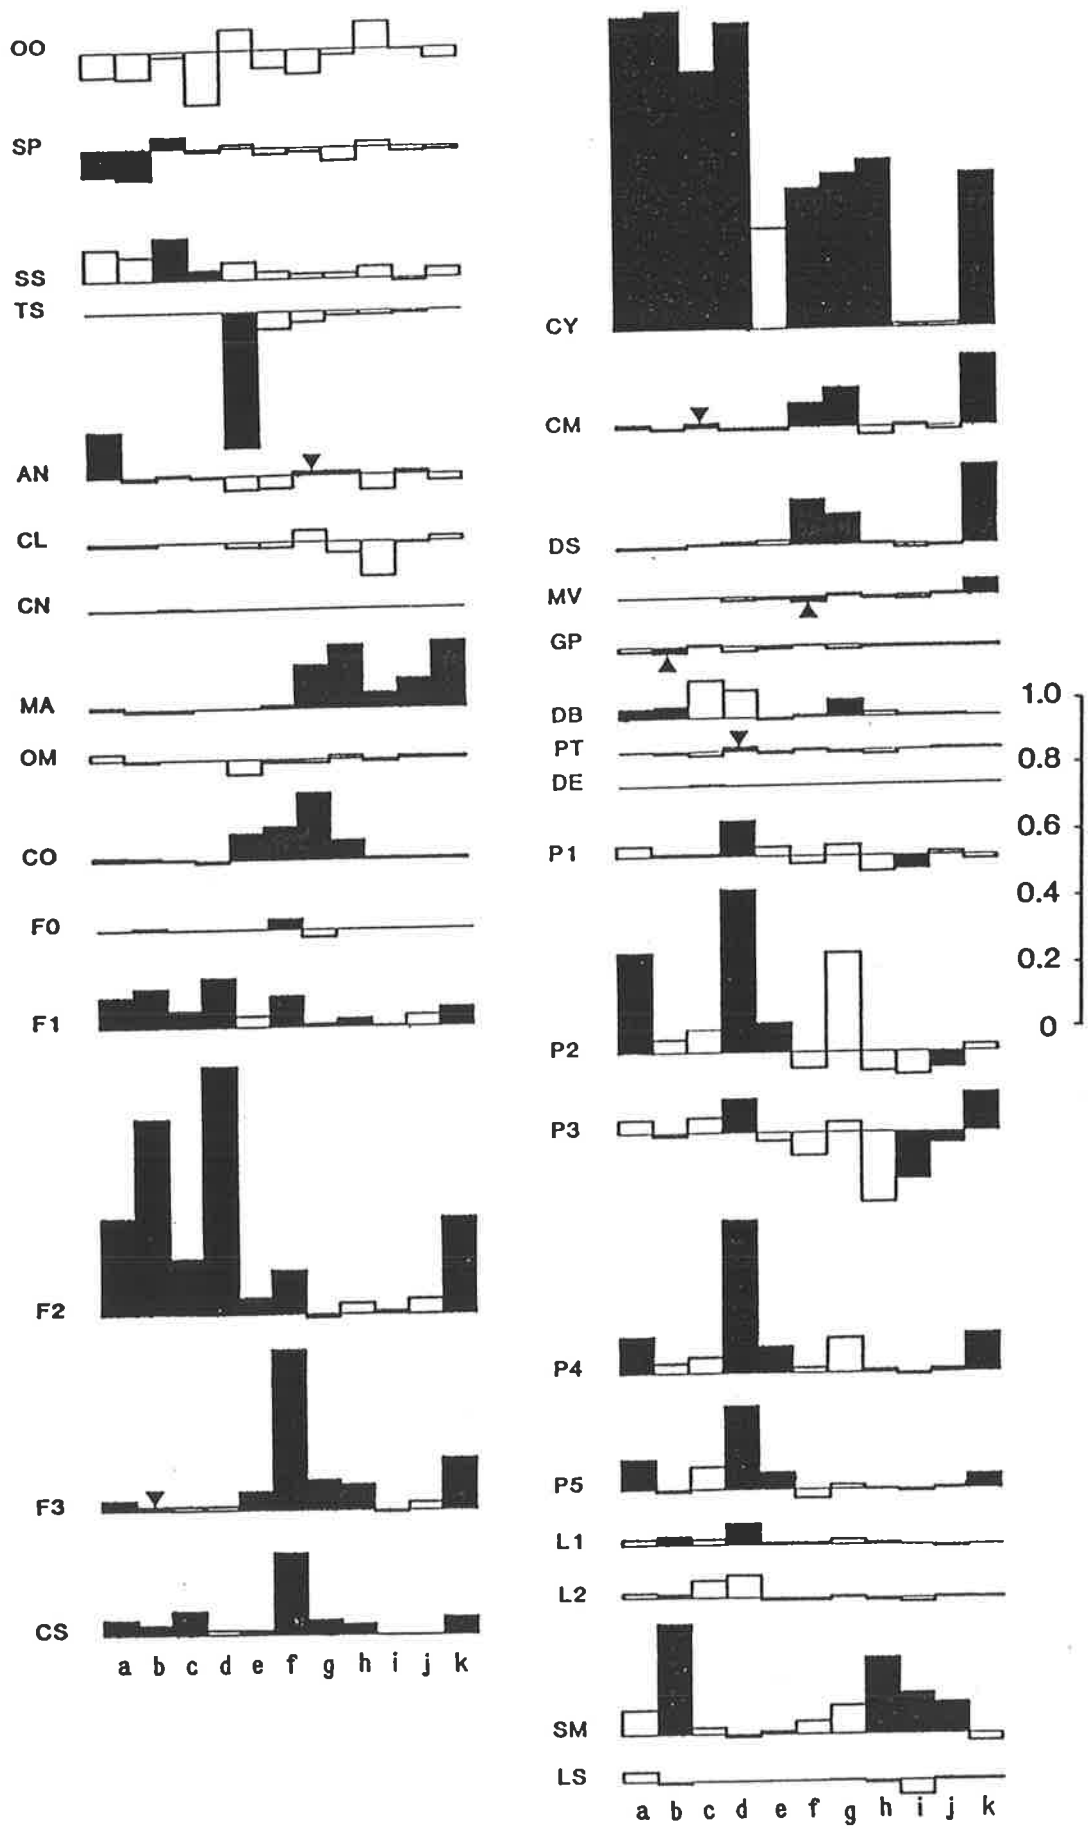 OO
SP
SS
TS
AN
CL
CN
MA
OM
CO
F0
F1
F2
F3
CS
a b c d e f g h i j k
CY
CM
DS
MV
GP
DB
PT
DE
P1
P2
P3
P4
P5
L1
L2
SM
LS
a b c d e f g h i j k
1.0
0.8
0.6
0.4
0.2
0